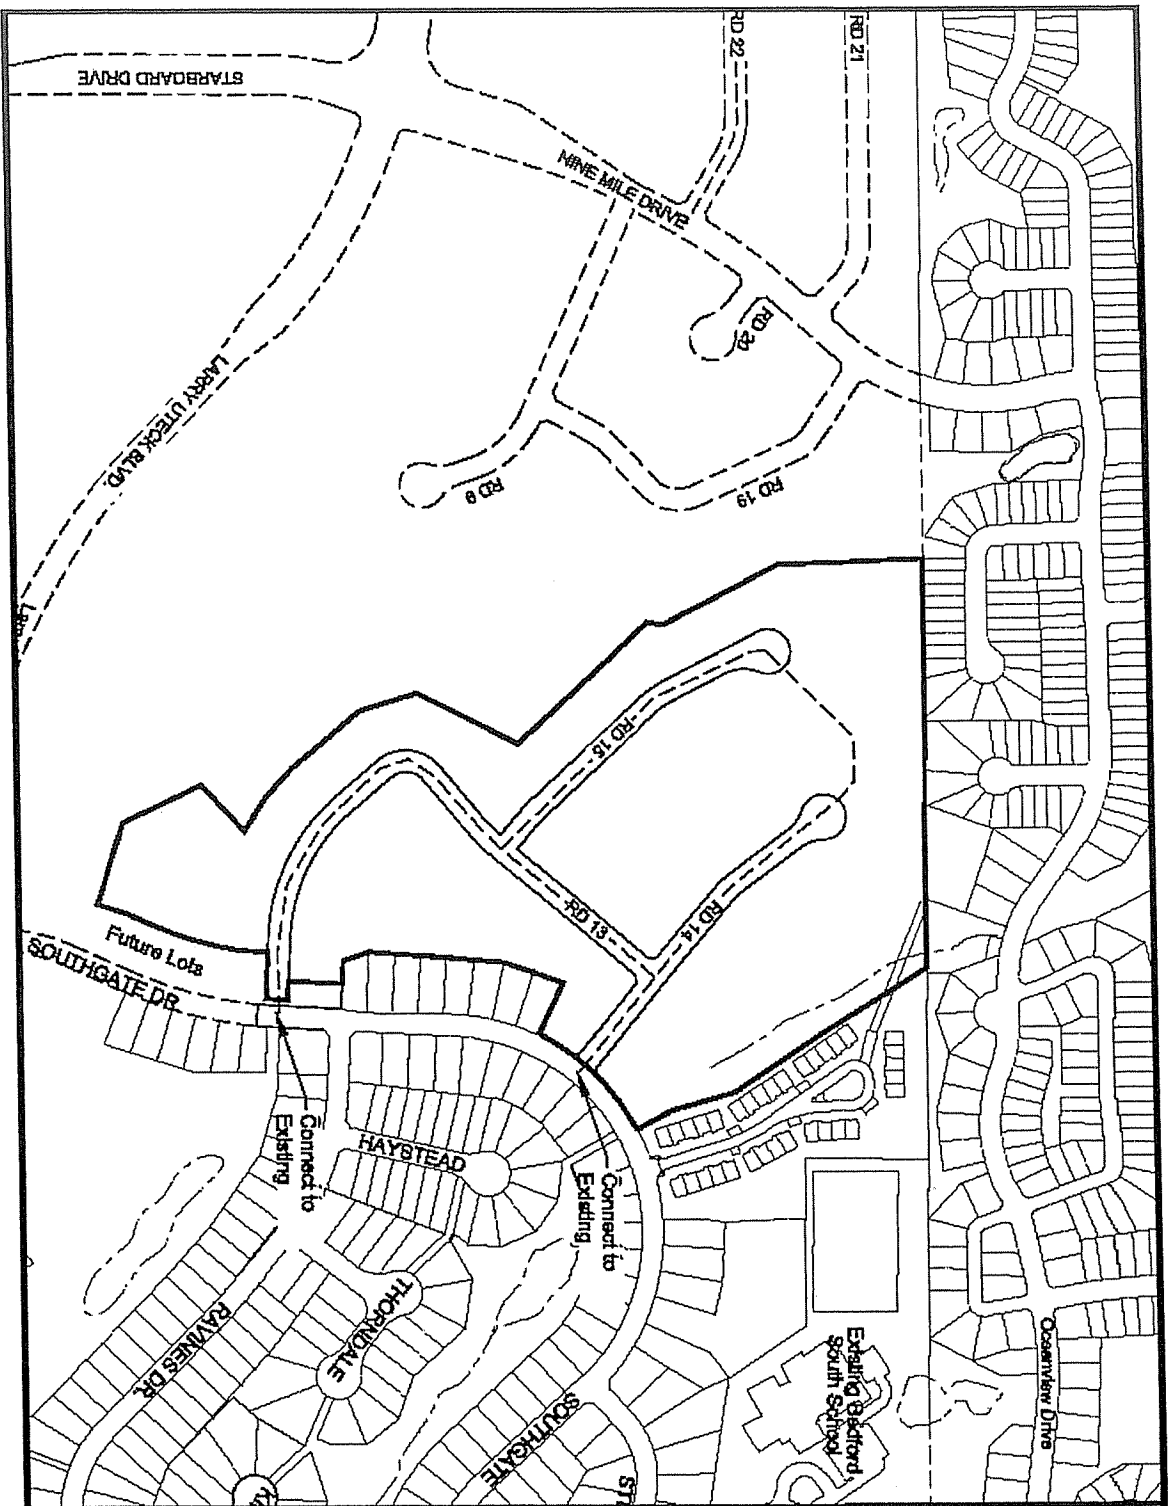 STARBOARD DRIVE
RD 22
RD 21
NINE MILE DRIVE
RD 20
LARRY UTECK BLVD.
RD 9
RD 19
RD 15
RD 13
RD 14
Future Lots
SOUTHGATE DR
Connect to
Existing
Connect to
Existing
HAYSTEAD
THORNDALE
RAVINES DR.
SOUTHGATE
Existing Bedford
South School
Oceanview Drive